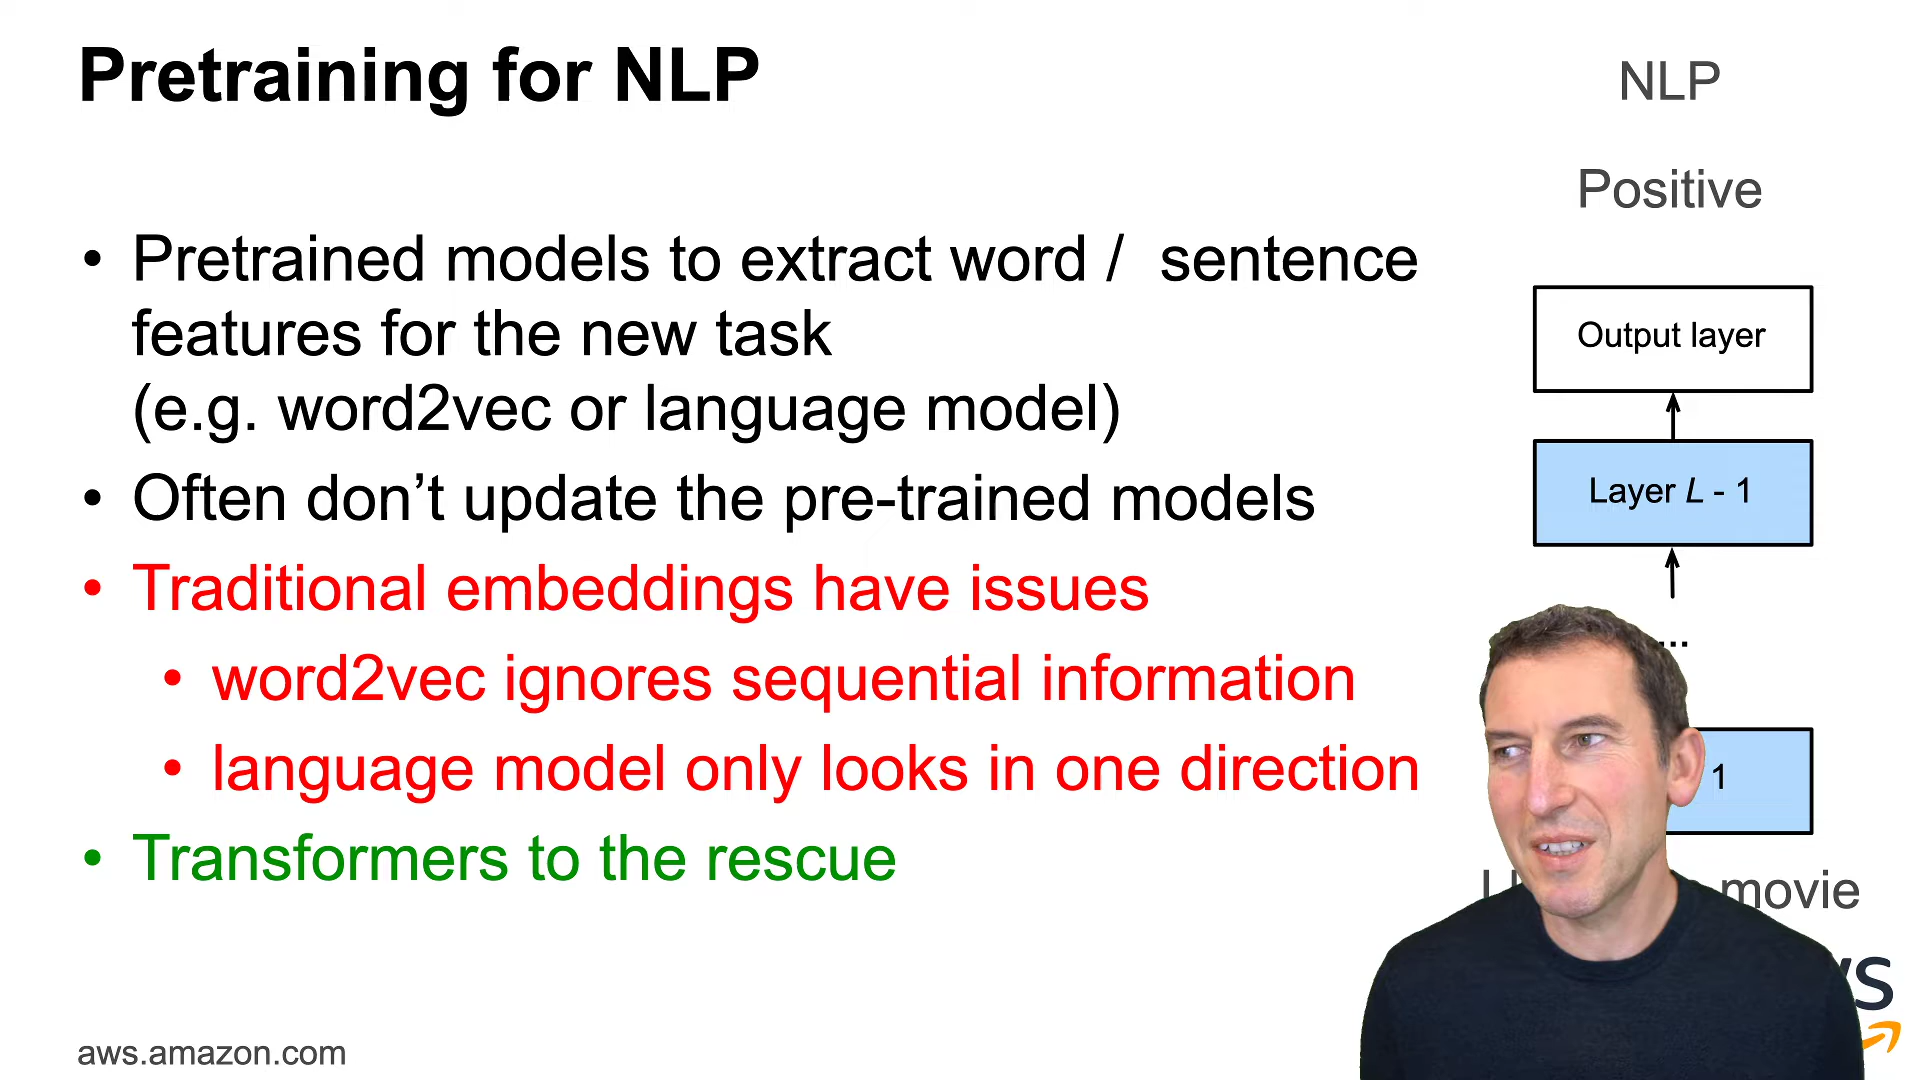 Pretraining for NLP
• Pretrained models to extract word / sentence
features for the new task
(e.g. word2vec or language model)
• Often don’t update the pre-trained models
• Traditional embeddings have issues
• word2vec ignores sequential information
• language model only looks in one direction
• Transformers to the rescue
aws.amazon.com
NLP
Positive
Output layer
Layer L - 1
...
1
movie